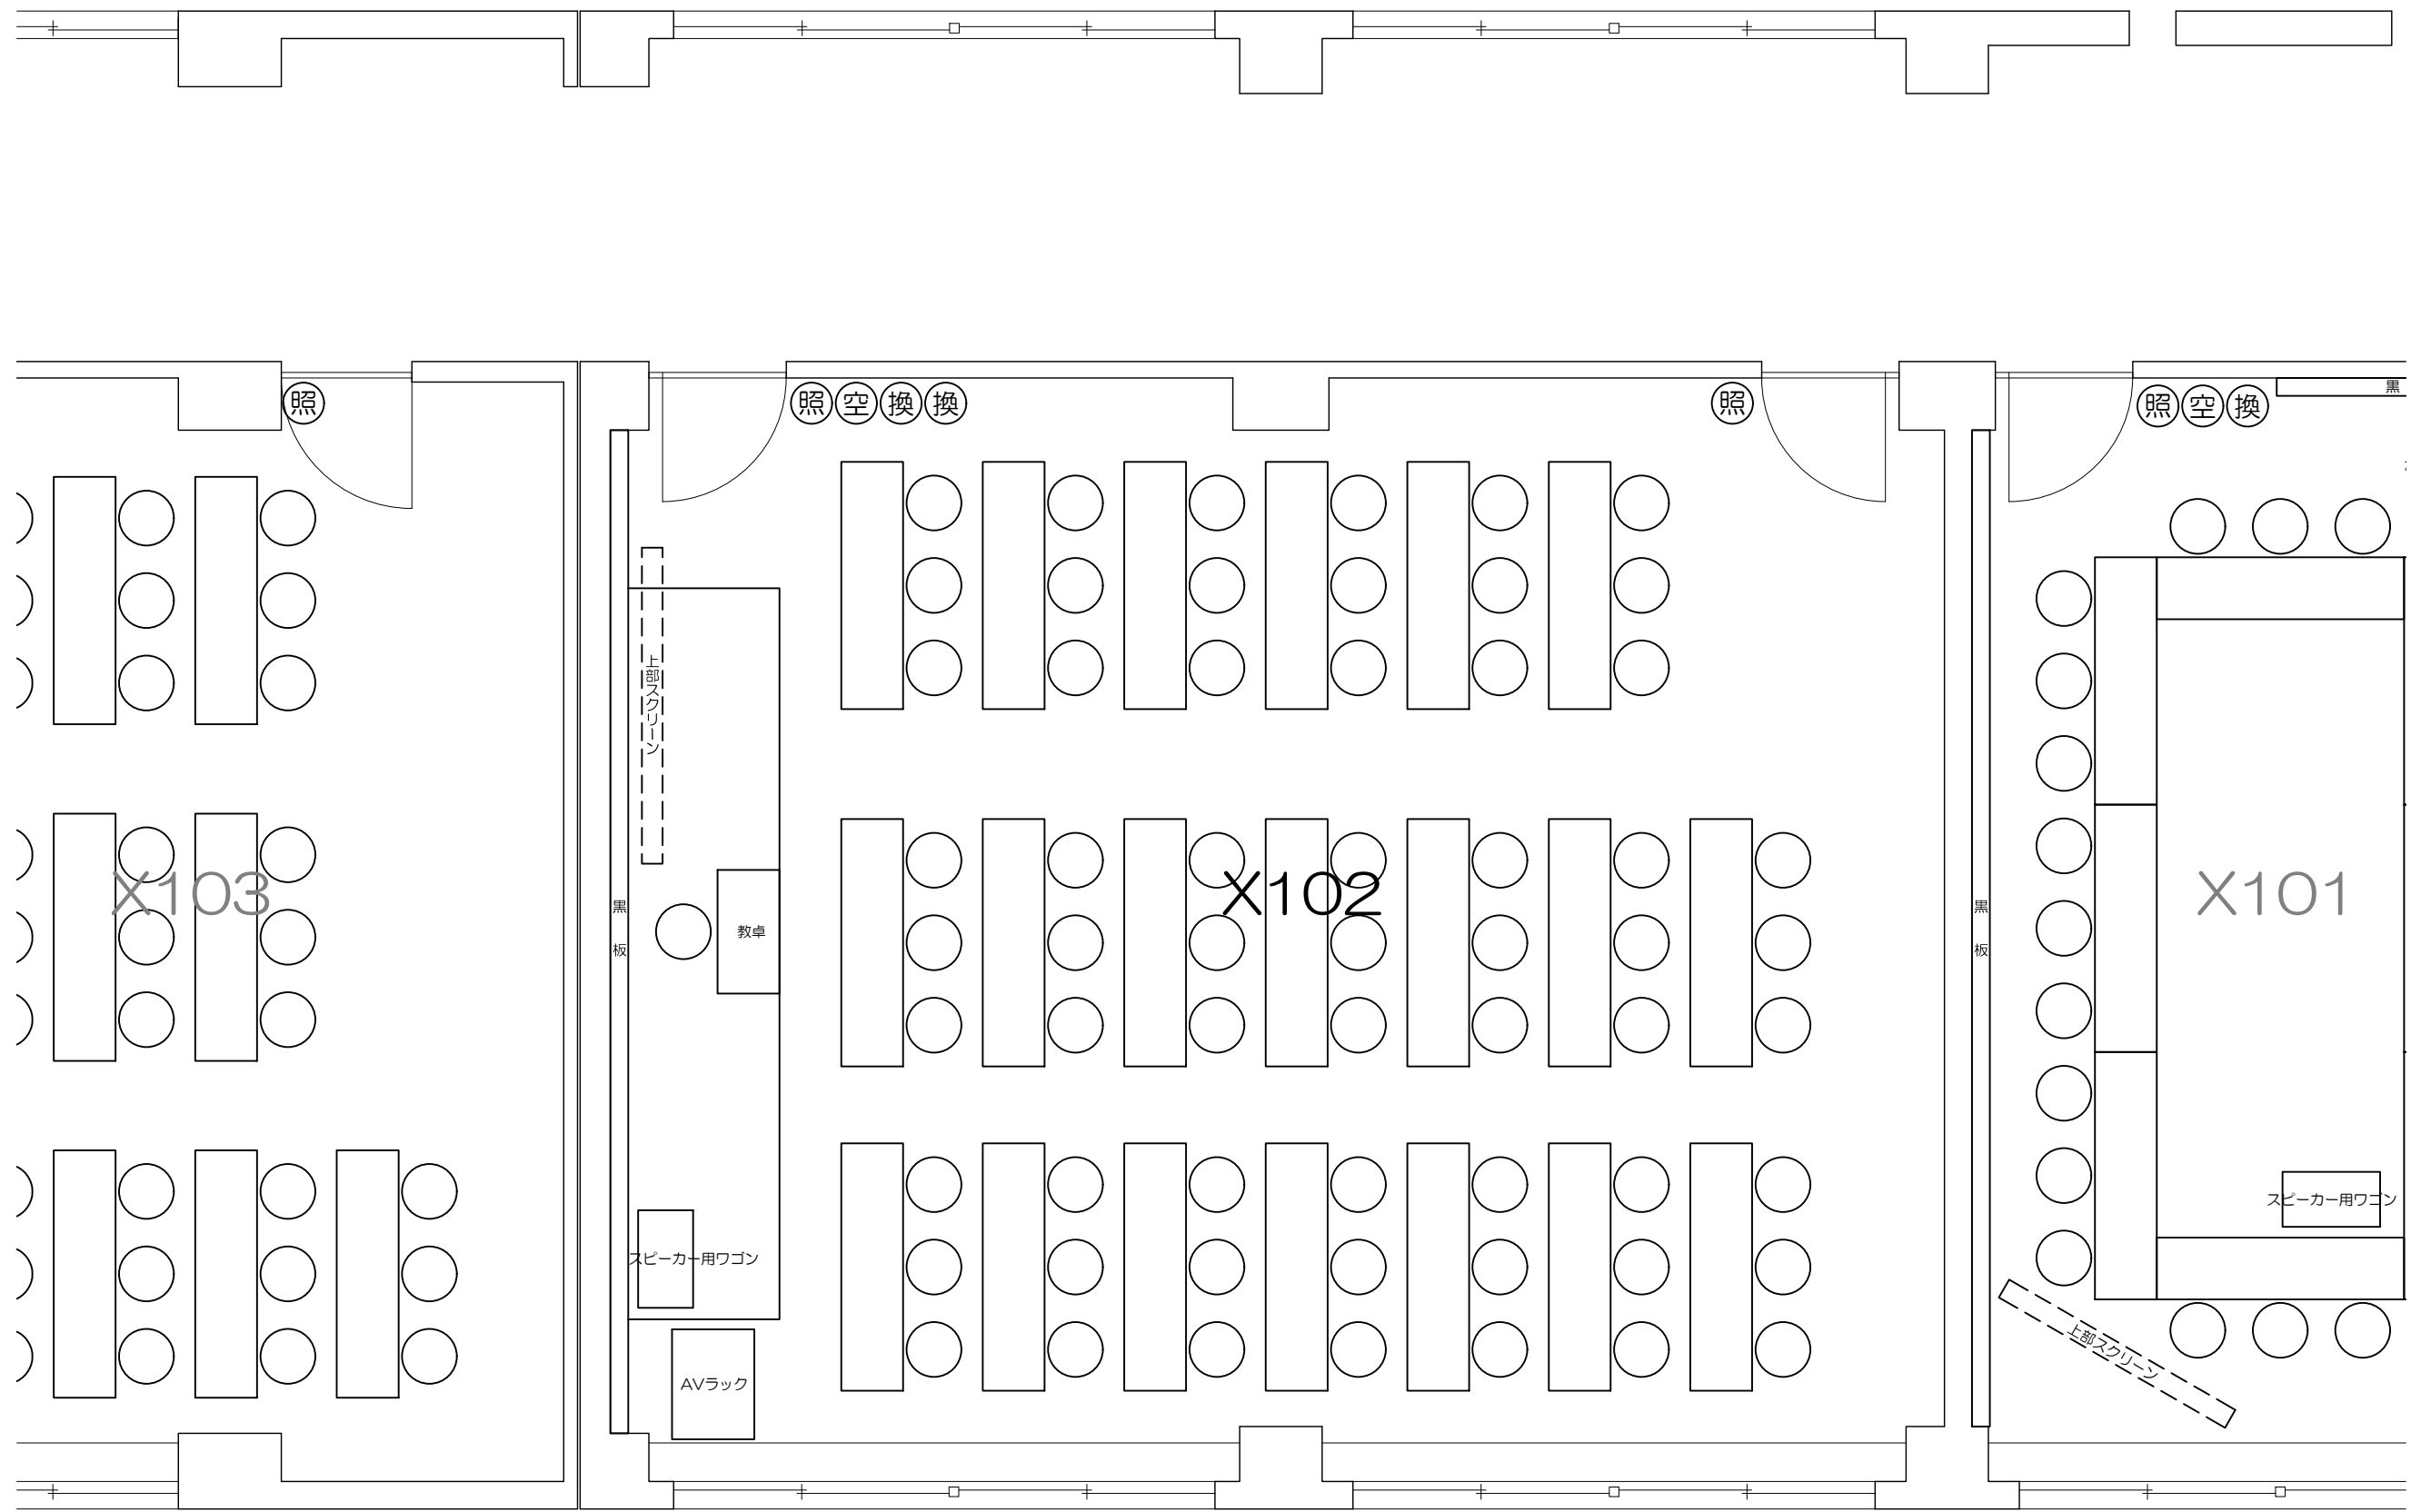 照
照 空 換 換
照
照 空 換
黒
上部スクリーン
X103
黒板
教卓
X102
黒板
X101
スピーカー用ワゴン
スピーカー用ワゴン
上部スクリーン
AVラック